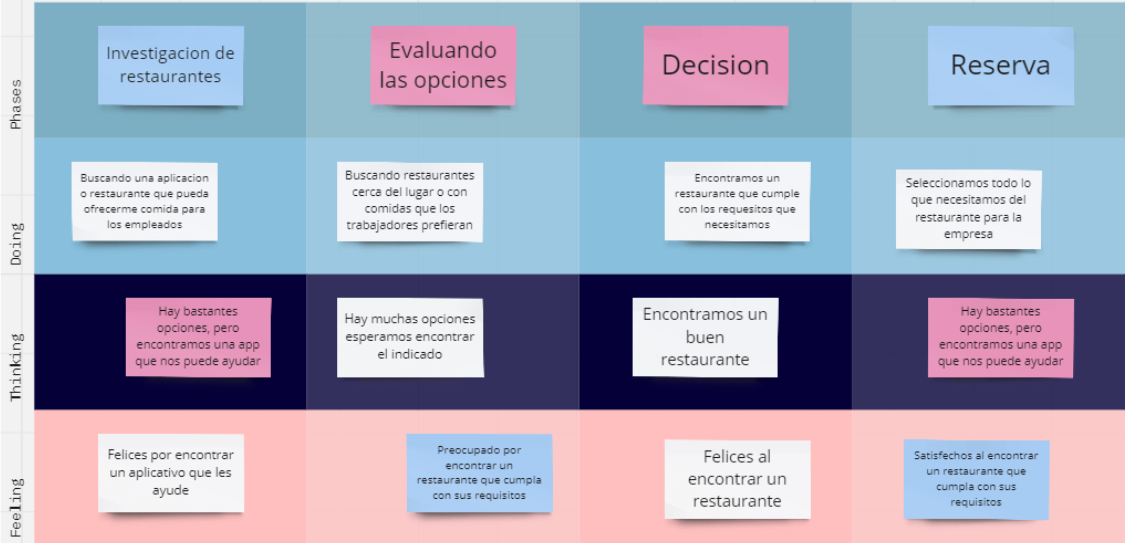 Phases
Investigacion de
restaurantes
Evaluando
las opciones
Decision
Reserva
Doing
Buscando una aplicacion
o restaurante que pueda
ofrecerme comida para
los empleados
Buscando restaurantes
cerca del lugar o con
comidas que los
trabajadores prefieran
Encontramos un
restaurante que cumple
con los requesitos que
necesitamos
Seleccionamos todo lo
que necesitamos del
restaurante para la
empresa
Thinking
Hay bastantes
opciones, pero
encontramos una app
que nos puede ayudar
Hay muchas opciones
esperamos encontrar
el indicado
Encontramos un
buen
restaurante
Hay bastantes
opciones, pero
encontramos una app
que nos puede ayudar
Feeling
Felices por encontrar
un aplicativo que les
ayude
Preocupado por
encontrar un
restaurante que cumpla
con sus requisitos
Felices al
encontrar un
restaurante
Satisfechos al encontrar
un restaurante que
cumpla con sus
requisitos